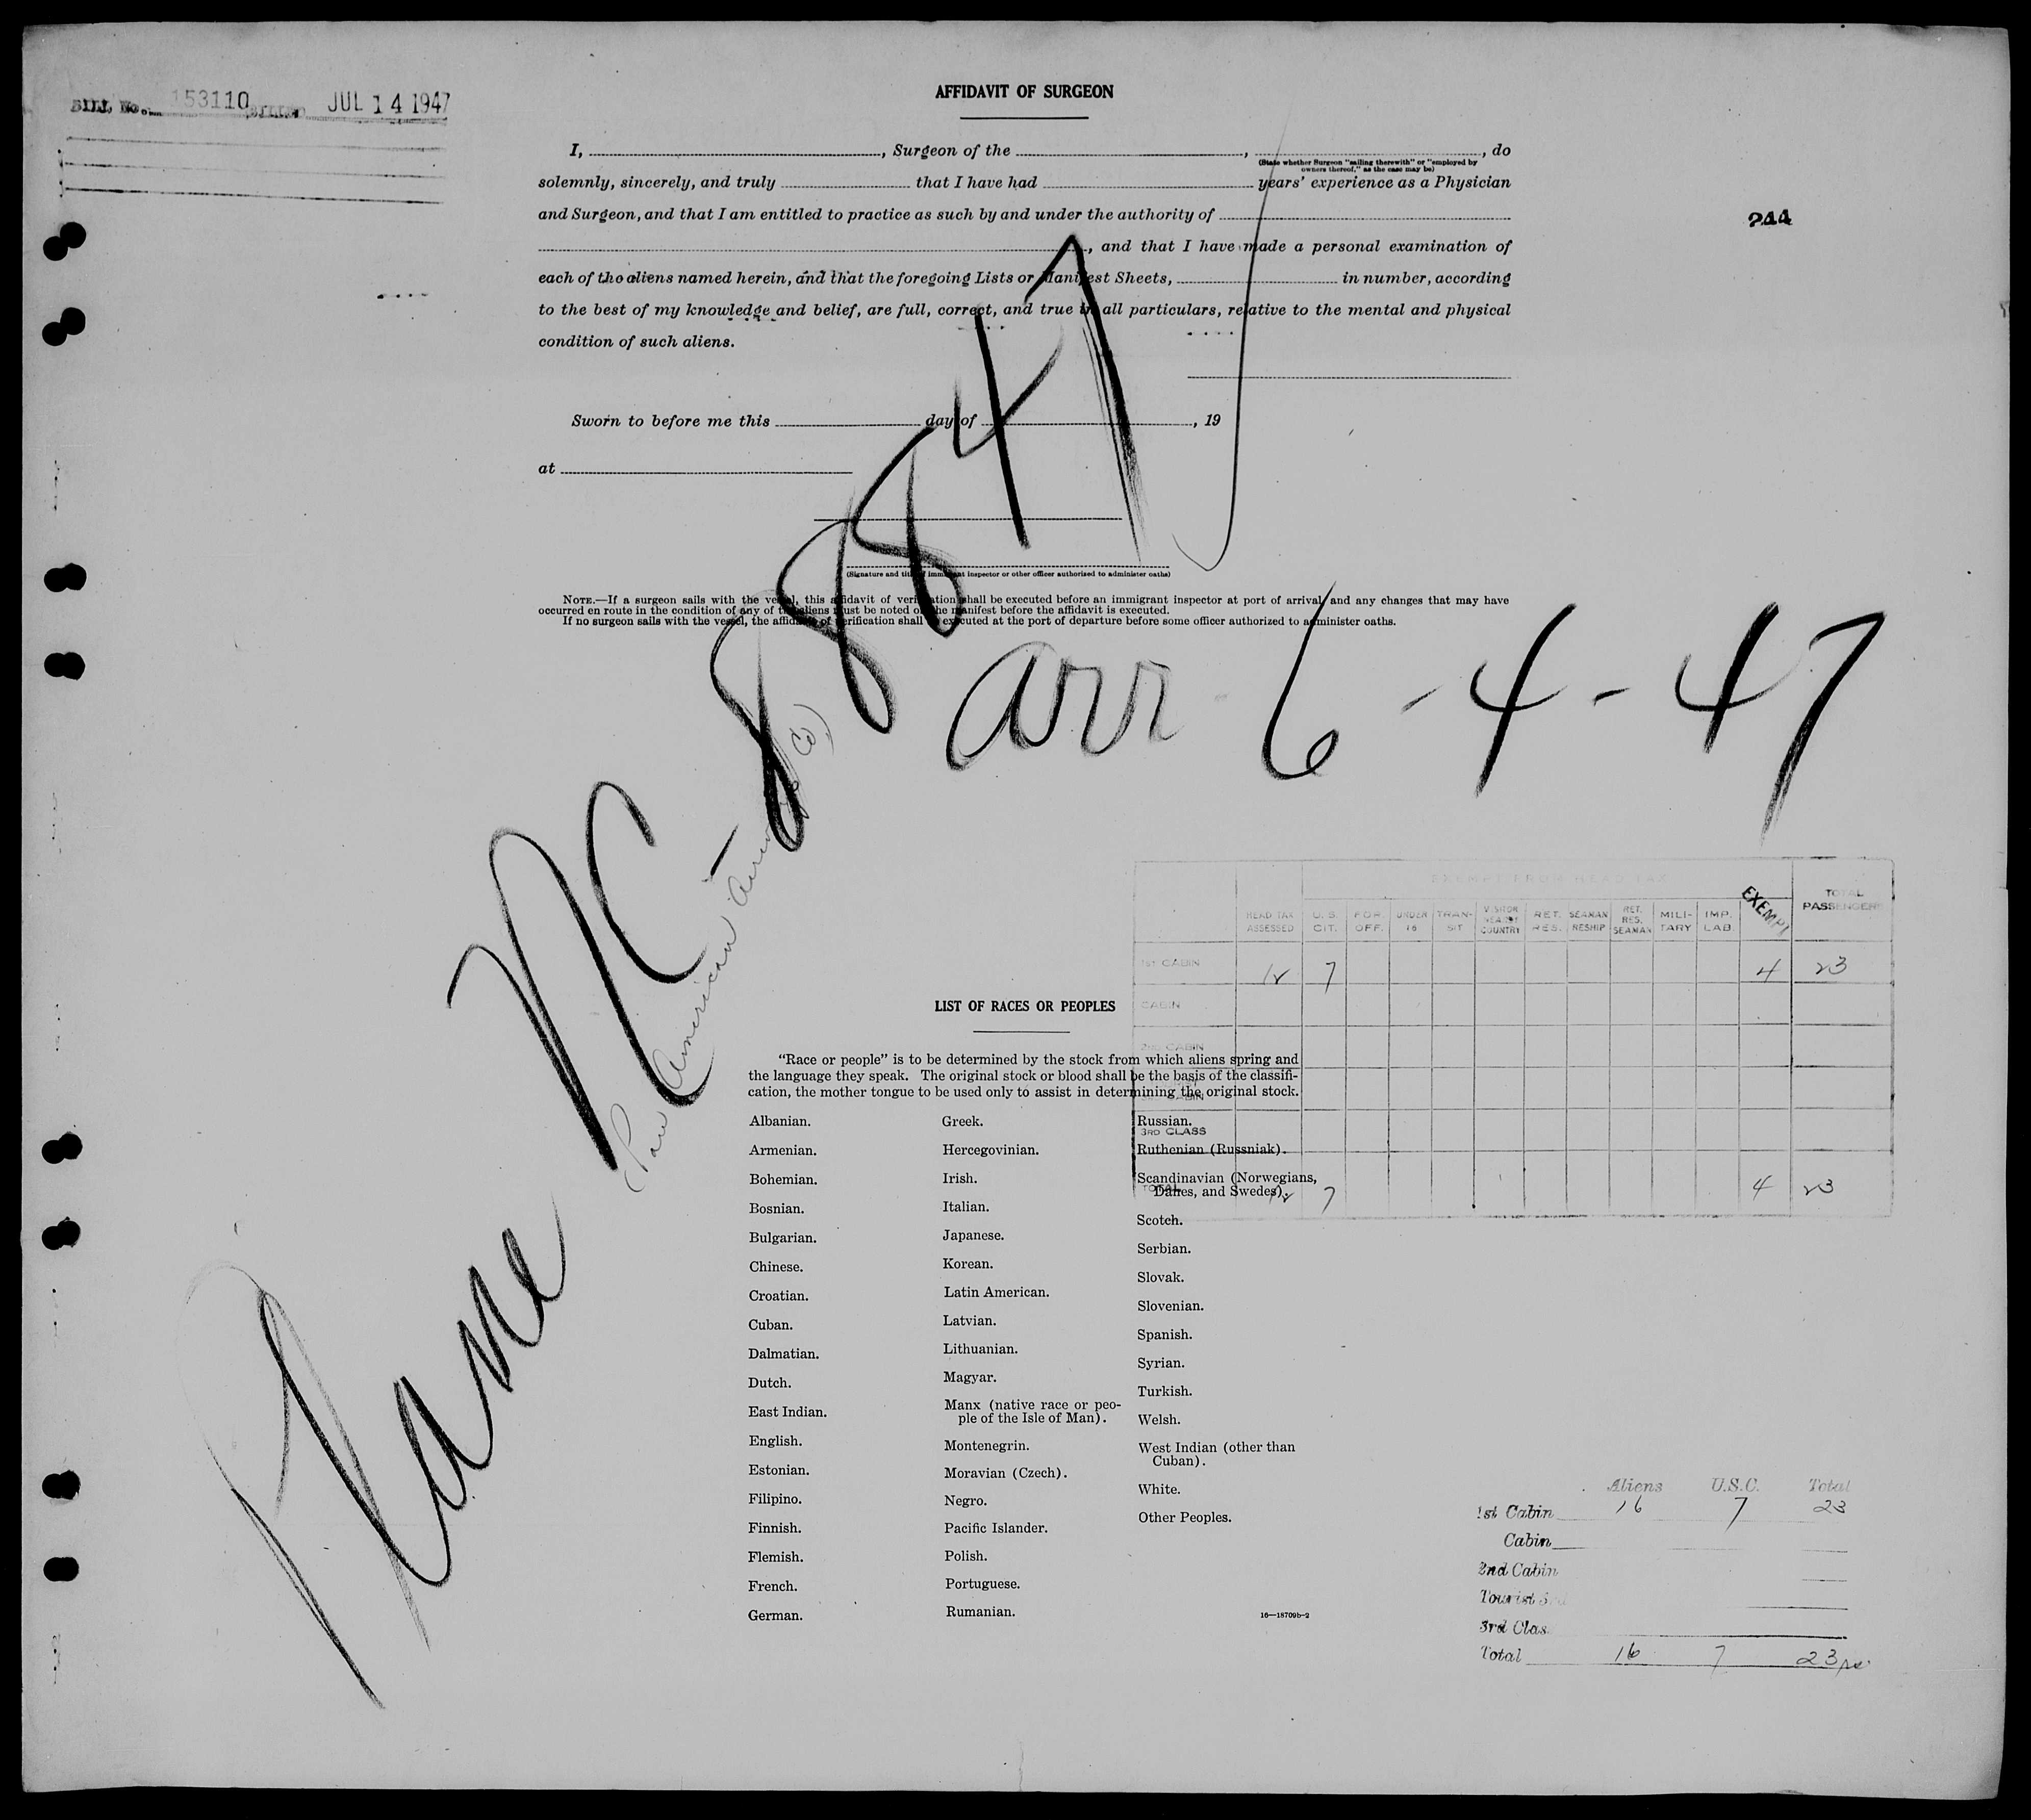 BILL No. 153110 BILLED JUL 14 1947
AFFIDAVIT OF SURGEON
I, , Surgeon of the , , do
(State whether Surgeon "sailing therewith" or "employed by
owners thereof," as the case may be)
solemnly, sincerely, and truly that I have had years' experience as a Physician
and Surgeon, and that I am entitled to practice as such by and under the authority of
, and that I have made a personal examination of
each of the aliens named herein, and that the foregoing Lists or Manifest Sheets, in number, according
to the best of my knowledge and belief, are full, correct, and true in all particulars, relative to the mental and physical
condition of such aliens.
244
Sworn to before me this day of , 19
at
(Signature and title of immigrant inspector or other officer authorized to administer oaths)
NOTE.—If a surgeon sails with the vessel, this affidavit of verification shall be executed before an immigrant inspector at port of arrival, and any changes that may have
occurred en route in the condition of any of the aliens must be noted on the manifest before the affidavit is executed.
If no surgeon sails with the vessel, the affidavit of verification shall be executed at the port of departure before some officer authorized to administer oaths.
Plane NC-88847
(Pan American Airways Co)
arr 6-4-47
EXEMPT FROM HEAD TAX
HEAD TAX ASSESSED U.S. CIT. FOR. OFF. UNDER 16 TRANSIT VISITOR NEARBY COUNTRY RET. RES. SEAMAN RESHIP RET. RES. SEAMAN MILITARY IMP. LAB. EXEMPT TOTAL PASSENGERS
1st CABIN 12 7 4 23
CABIN
2nd CABIN
3RD CLASS
TOTAL 12 7 4 23
LIST OF RACES OR PEOPLES
"Race or people" is to be determined by the stock from which aliens spring and
the language they speak. The original stock or blood shall be the basis of the classifi-
cation, the mother tongue to be used only to assist in determining the original stock.
Albanian.
Armenian.
Bohemian.
Bosnian.
Bulgarian.
Chinese.
Croatian.
Cuban.
Dalmatian.
Dutch.
East Indian.
English.
Estonian.
Filipino.
Finnish.
Flemish.
French.
German.
Greek.
Hercegovinian.
Irish.
Italian.
Japanese.
Korean.
Latin American.
Latvian.
Lithuanian.
Magyar.
Manx (native race or peo-
ple of the Isle of Man).
Montenegrin.
Moravian (Czech).
Negro.
Pacific Islander.
Polish.
Portuguese.
Rumanian.
Russian.
Ruthenian (Russniak).
Scandinavian (Norwegians,
Danes, and Swedes).
Scotch.
Serbian.
Slovak.
Slovenian.
Spanish.
Syrian.
Turkish.
Welsh.
West Indian (other than
Cuban).
White.
Other Peoples.
16—18709b-2
Aliens U.S.C. Total
1st Cabin 16 7 23
Cabin
2nd Cabin
Tourist 3rd
3rd Clas
Total 16 7 23